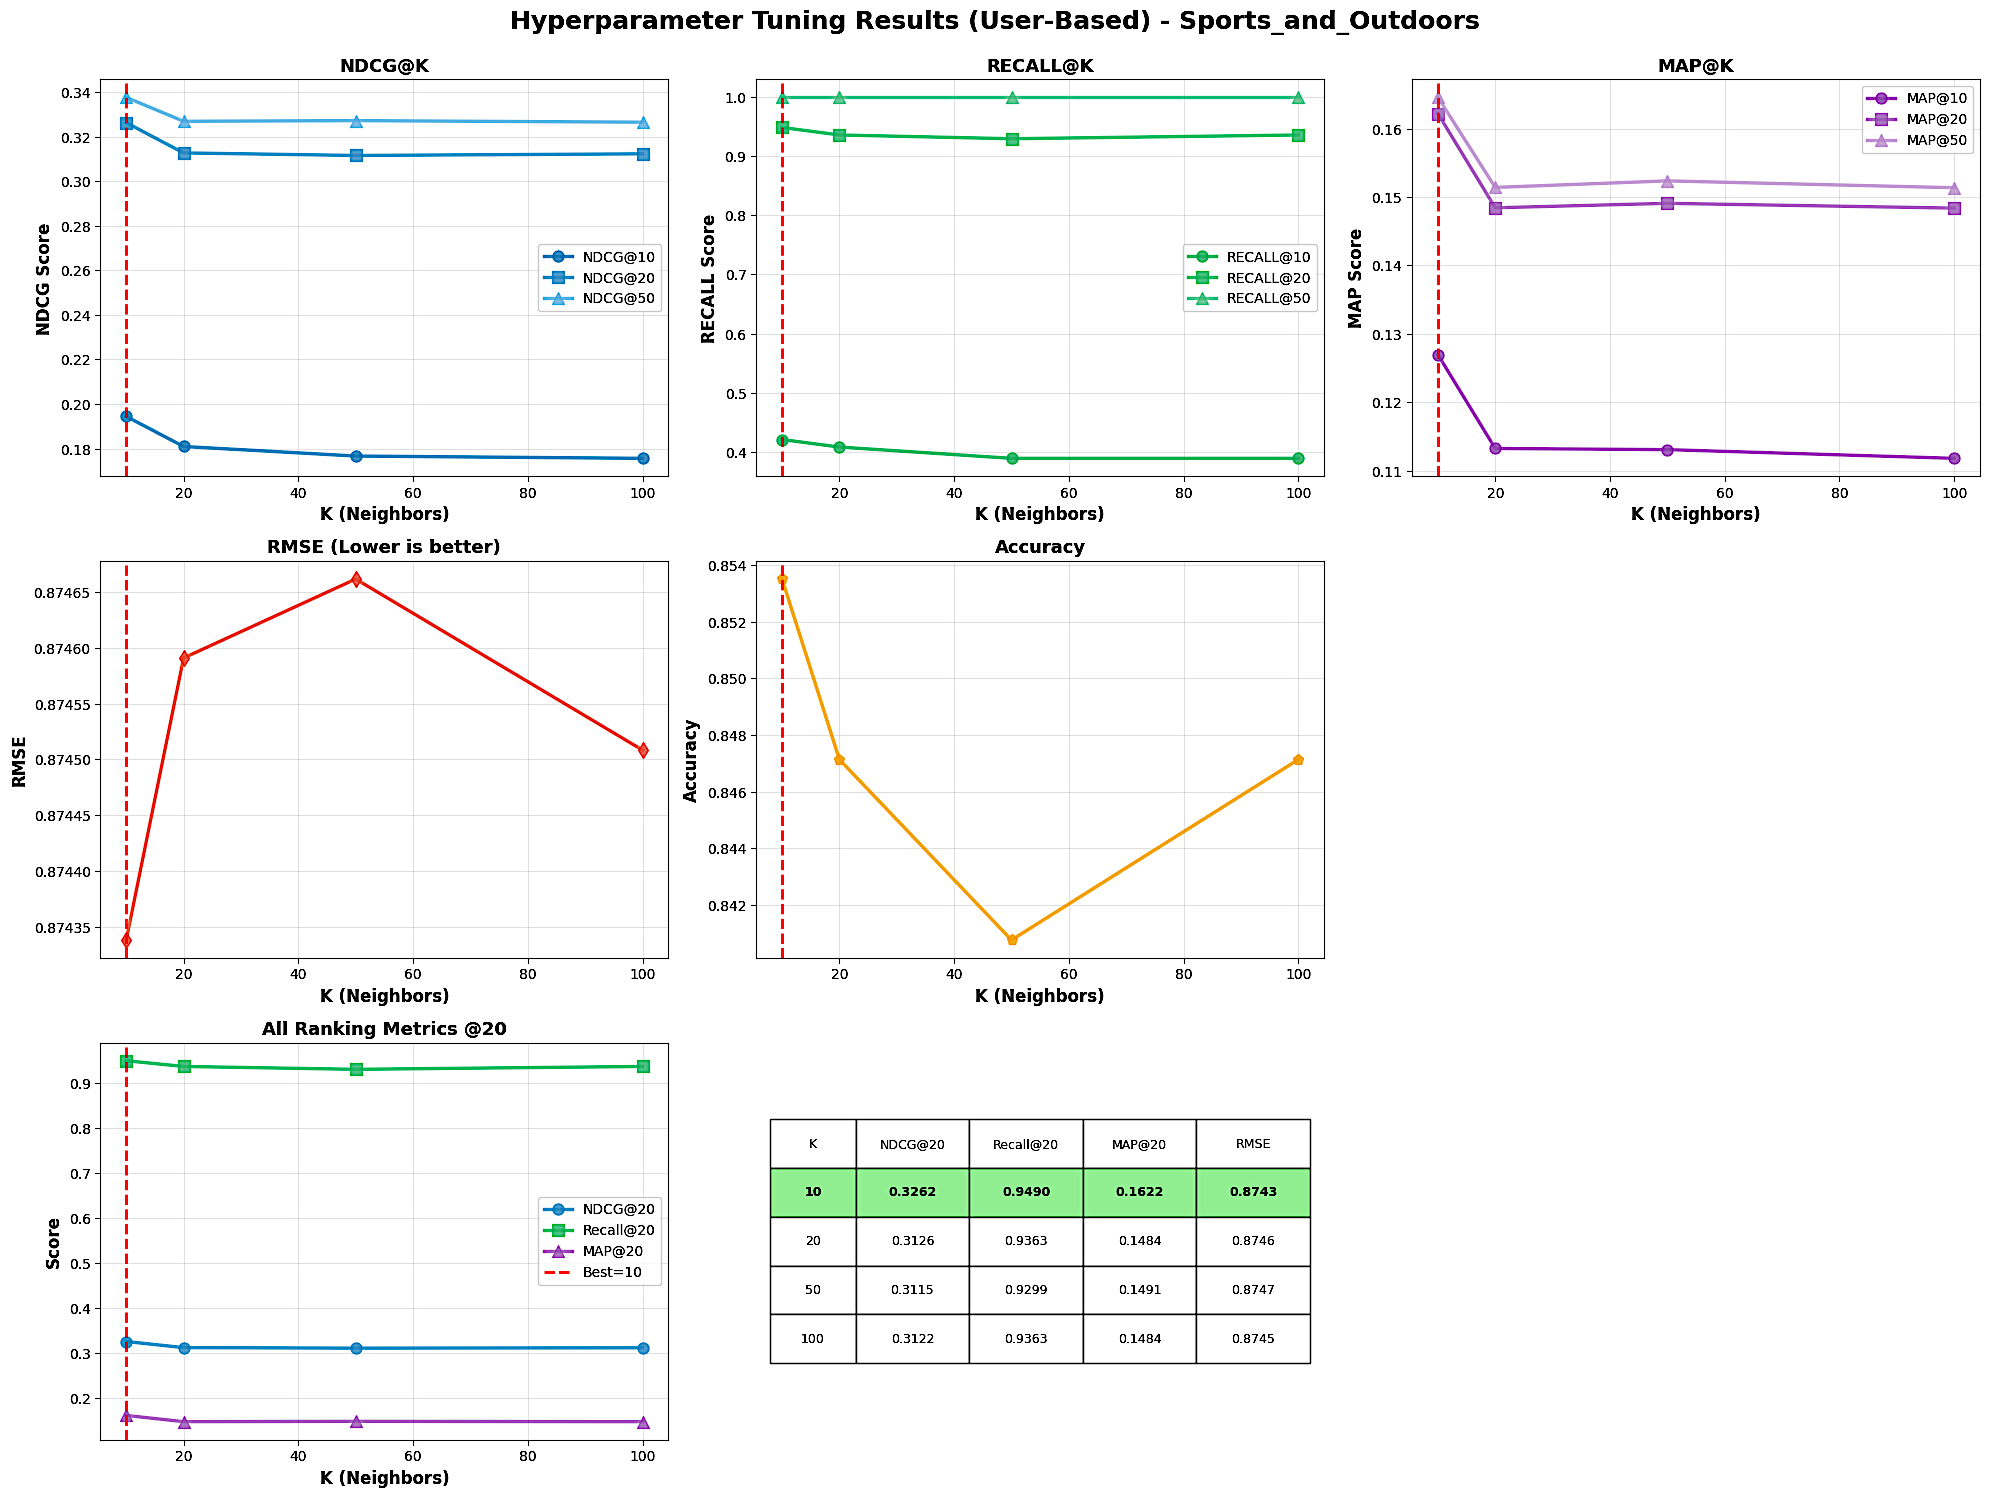 Hyperparameter Tuning Results (User-Based) - Sports_and_Outdoors
NDCG@K
NDCG Score
0.34
0.32
0.30
0.28
0.26
0.24
0.22
0.20
0.18
NDCG@10
NDCG@20
NDCG@50
20 40 60 80 100
K (Neighbors)
RECALL@K
RECALL Score
1.0
0.9
0.8
0.7
0.6
0.5
0.4
RECALL@10
RECALL@20
RECALL@50
20 40 60 80 100
K (Neighbors)
MAP@K
MAP Score
0.16
0.15
0.14
0.13
0.12
0.11
MAP@10
MAP@20
MAP@50
20 40 60 80 100
K (Neighbors)
RMSE (Lower is better)
RMSE
0.87465
0.87460
0.87455
0.87450
0.87445
0.87440
0.87435
20 40 60 80 100
K (Neighbors)
Accuracy
Accuracy
0.854
0.852
0.850
0.848
0.846
0.844
0.842
20 40 60 80 100
K (Neighbors)
All Ranking Metrics @20
Score
0.9
0.8
0.7
0.6
0.5
0.4
0.3
0.2
NDCG@20
Recall@20
MAP@20
Best=10
20 40 60 80 100
K (Neighbors)
K NDCG@20 Recall@20 MAP@20 RMSE
10 0.3262 0.9490 0.1622 0.8743
20 0.3126 0.9363 0.1484 0.8746
50 0.3115 0.9299 0.1491 0.8747
100 0.3122 0.9363 0.1484 0.8745